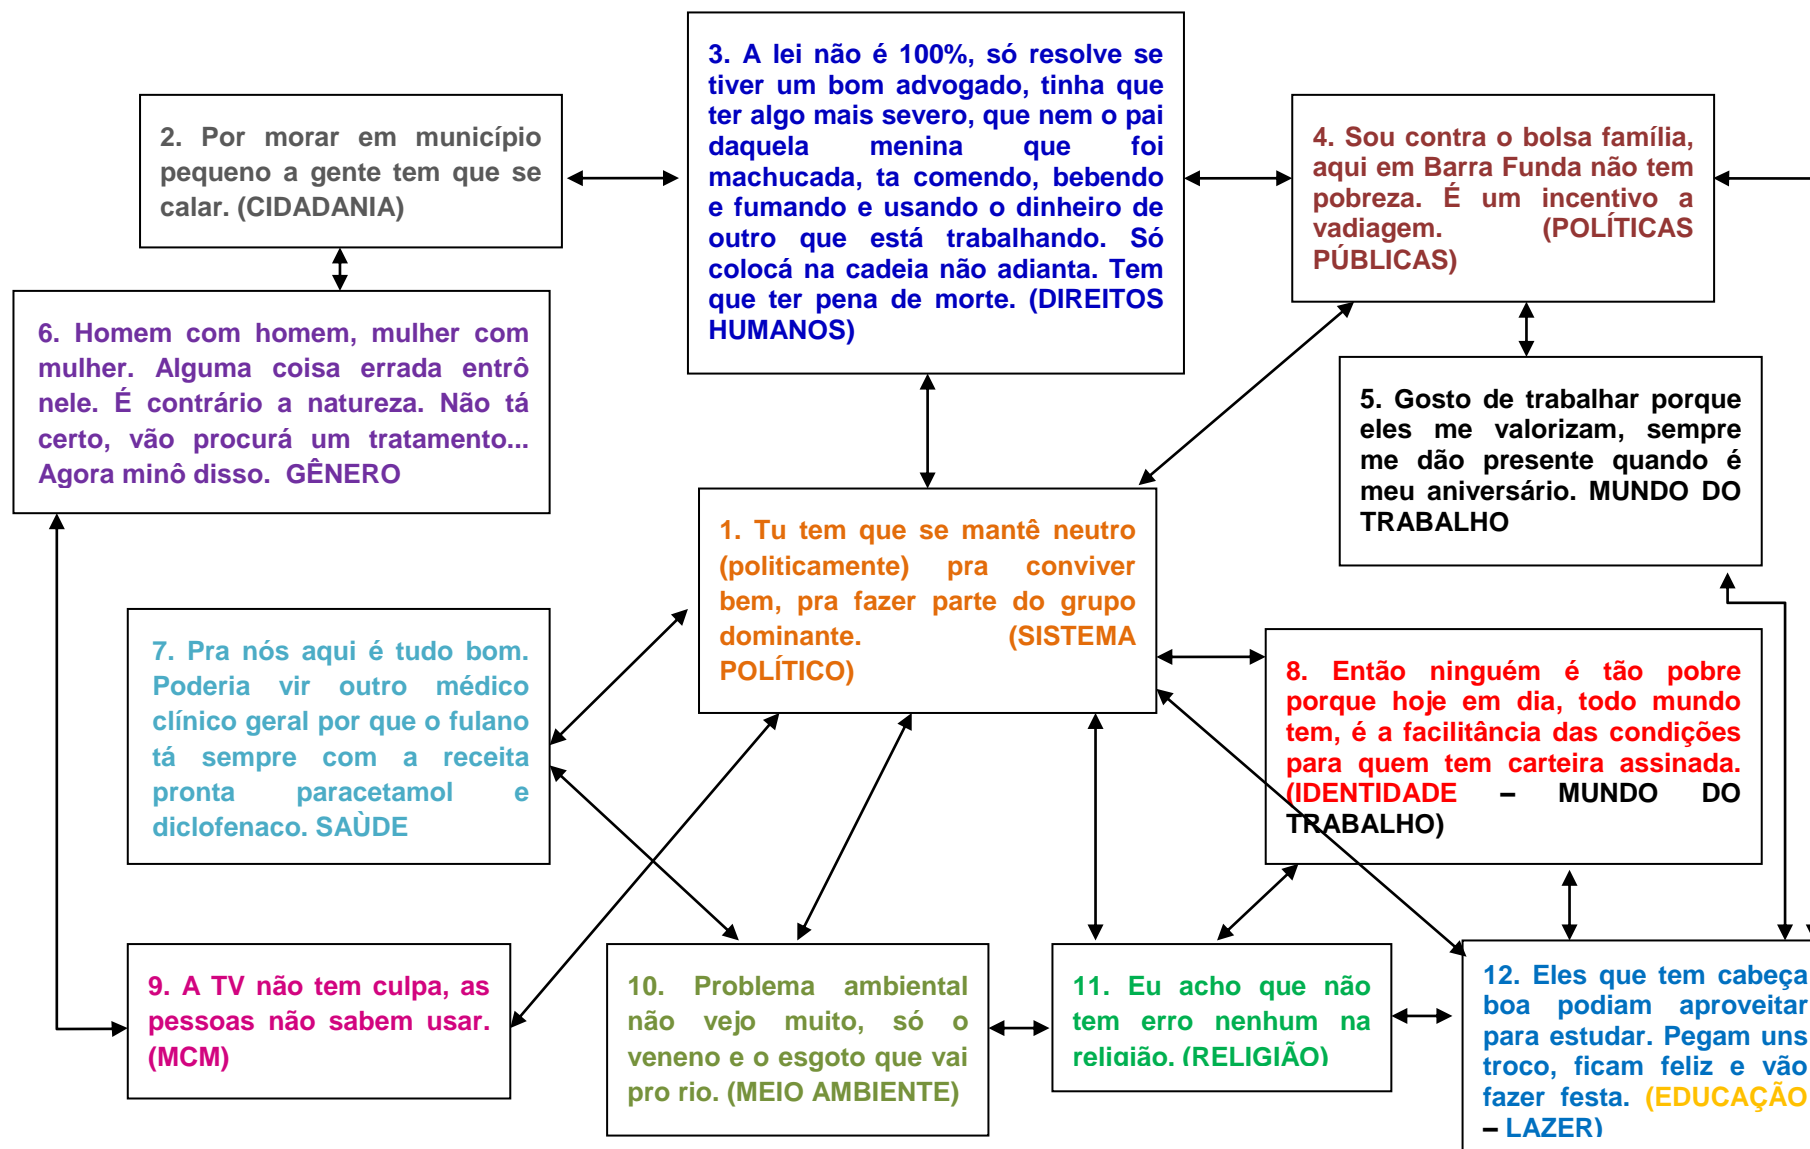 3. A lei não é 100%, só resolve se
tiver um bom advogado, tinha que
ter algo mais severo, que nem o pai
daquela menina que foi
machucada, ta comendo, bebendo
e fumando e usando o dinheiro de
outro que está trabalhando. Só
colocá na cadeia não adianta. Tem
que ter pena de morte. (DIREITOS
HUMANOS)
2. Por morar em município
pequeno a gente tem que se
calar. (CIDADANIA)
4. Sou contra o bolsa família,
aqui em Barra Funda não tem
pobreza. É um incentivo a
vadiagem. (POLÍTICAS
PÚBLICAS)
6. Homem com homem, mulher com
mulher. Alguma coisa errada entrô
nele. É contrário a natureza. Não tá
certo, vão procurá um tratamento...
Agora minô disso. GÊNERO
5. Gosto de trabalhar porque
eles me valorizam, sempre
me dão presente quando é
meu aniversário. MUNDO DO
TRABALHO
1. Tu tem que se mantê neutro
(politicamente) pra conviver
bem, pra fazer parte do grupo
dominante. (SISTEMA
POLÍTICO)
7. Pra nós aqui é tudo bom.
Poderia vir outro médico
clínico geral por que o fulano
tá sempre com a receita
pronta paracetamol e
diclofenaco. SAÙDE
8. Então ninguém é tão pobre
porque hoje em dia, todo mundo
tem, é a facilitância das condições
para quem tem carteira assinada.
(IDENTIDADE – MUNDO DO
TRABALHO)
9. A TV não tem culpa, as
pessoas não sabem usar.
(MCM)
10. Problema ambiental
não vejo muito, só o
veneno e o esgoto que vai
pro rio. (MEIO AMBIENTE)
11. Eu acho que não
tem erro nenhum na
religião. (RELIGIÃO)
12. Eles que tem cabeça
boa podiam aproveitar
para estudar. Pegam uns
troco, ficam feliz e vão
fazer festa. (EDUCAÇÃO
– LAZER)